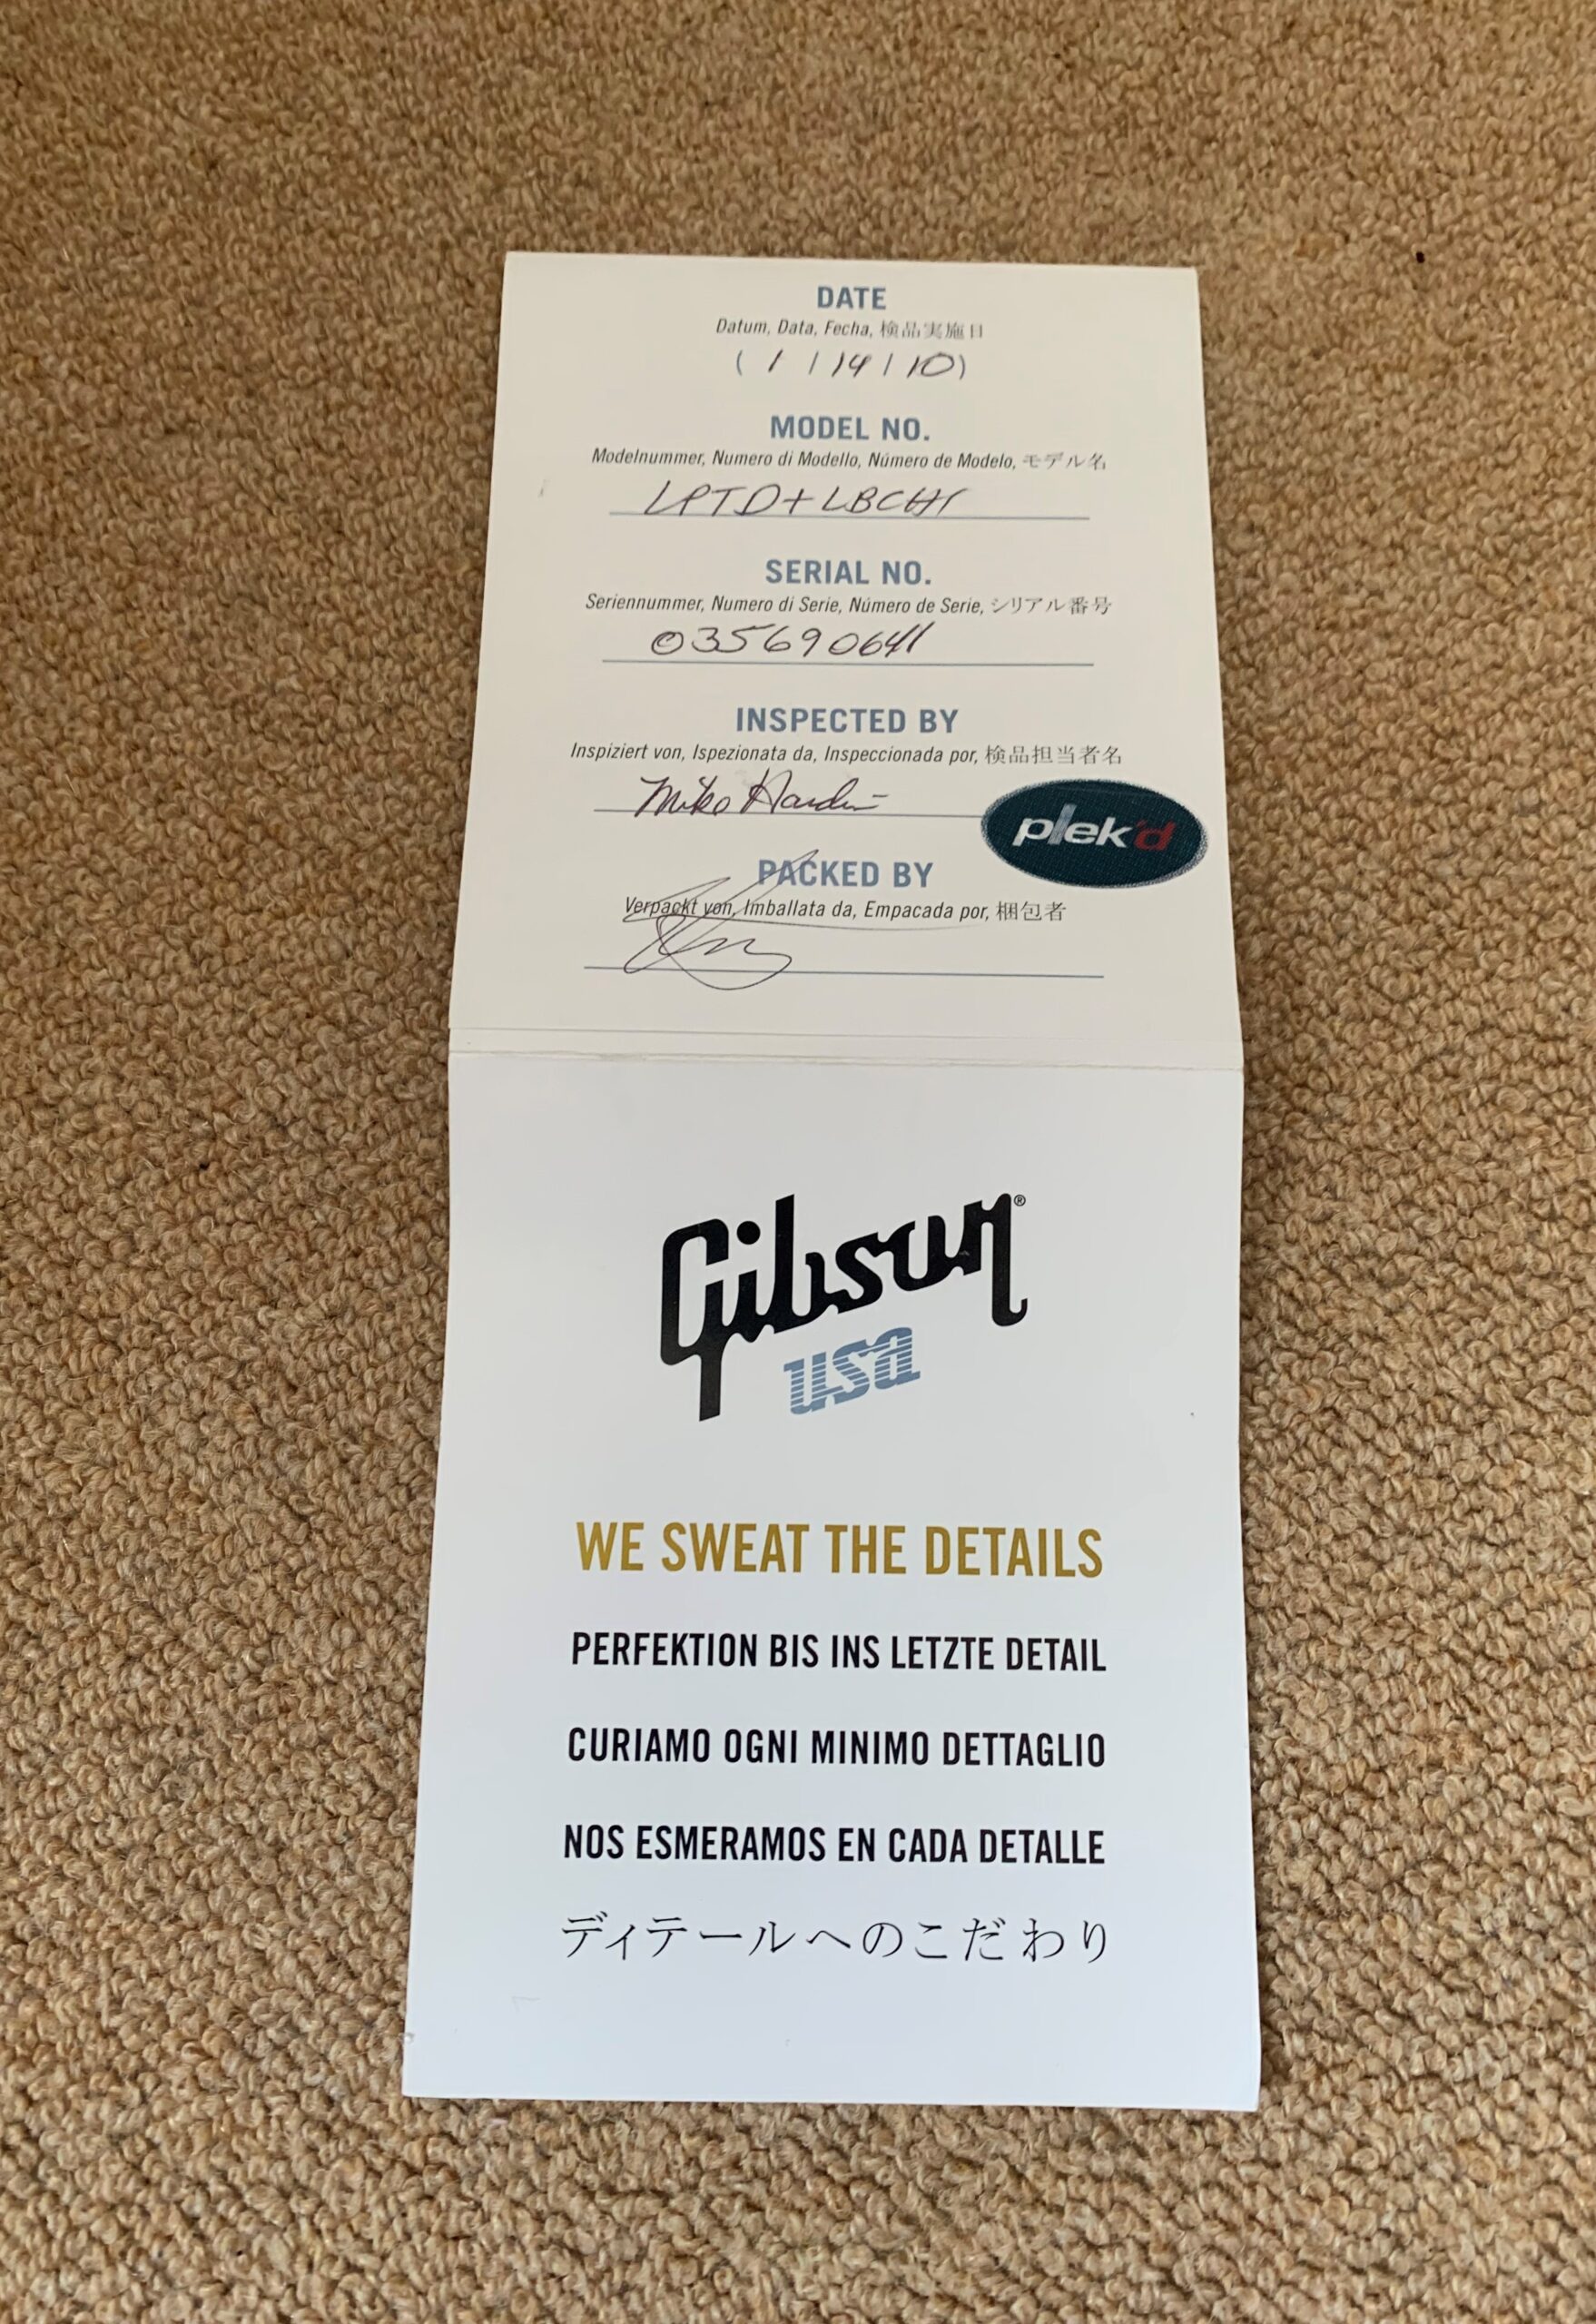 DATE
Datum, Data, Fecha, 検品実施日
( 1 / 14 / 10)
MODEL NO.
Modelnummer, Numero di Modello, Número de Modelo, モデル名
LPTD+LBCH1
SERIAL NO.
Seriennummer, Numero di Serie, Número de Serie, シリアル番号
035690641
INSPECTED BY
Inspiziert von, Ispezionata da, Inspeccionada por, 検品担当者名
Mike Hardin
plek'd
PACKED BY
Verpackt von, Imballata da, Empacada por, 梱包者
Gibson®
USA
WE SWEAT THE DETAILS
PERFEKTION BIS INS LETZTE DETAIL
CURIAMO OGNI MINIMO DETTAGLIO
NOS ESMERAMOS EN CADA DETALLE
ディテールへのこだわり